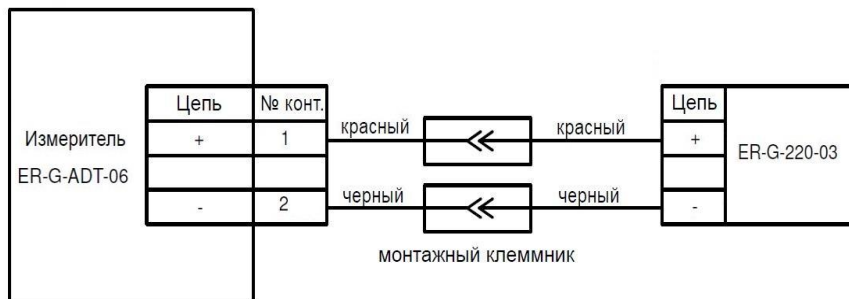 Измеритель
ER-G-ADT-06
Цепь № конт.
+ 1
- 2
красный красный
черный черный
монтажный клеммник
Цепь
+
-
ER-G-220-03